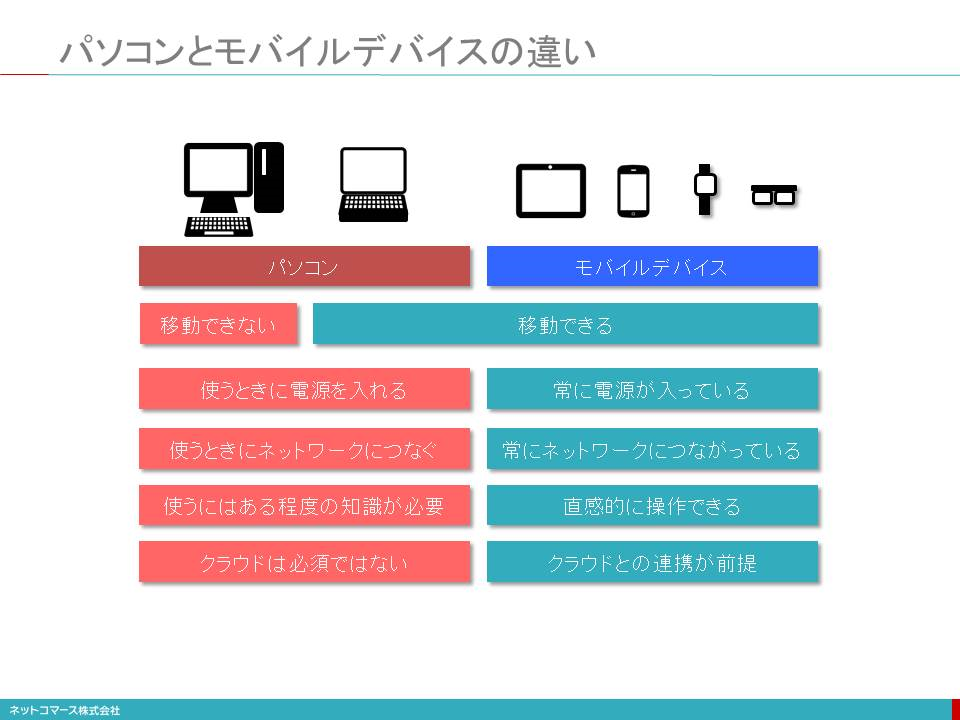 パソコンとモバイルデバイスの違い
パソコン
モバイルデバイス
移動できない
移動できる
使うときに電源を入れる
常に電源が入っている
使うときにネットワークにつなぐ
常にネットワークにつながっている
使うにはある程度の知識が必要
直感的に操作できる
クラウドは必須ではない
クラウドとの連携が前提
ネットコマース株式会社